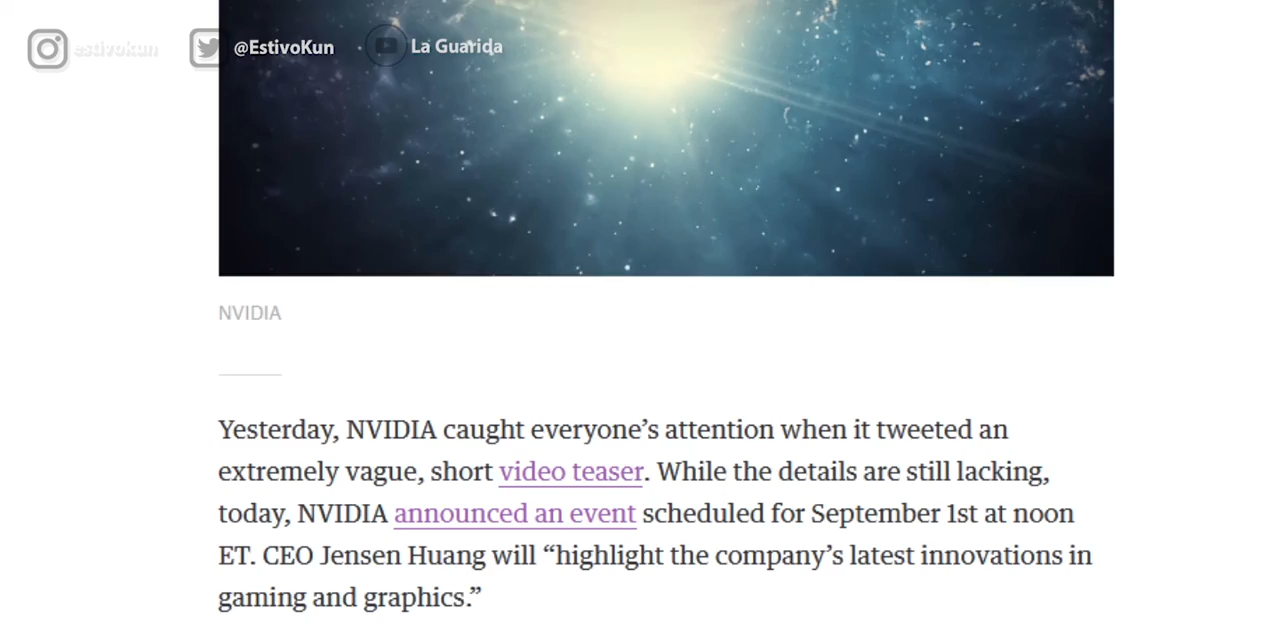 estivokun @EstivoKun La Guarida
NVIDIA
Yesterday, NVIDIA caught everyone’s attention when it tweeted an
extremely vague, short video teaser. While the details are still lacking,
today, NVIDIA announced an event scheduled for September 1st at noon
ET. CEO Jensen Huang will “highlight the company’s latest innovations in
gaming and graphics.”